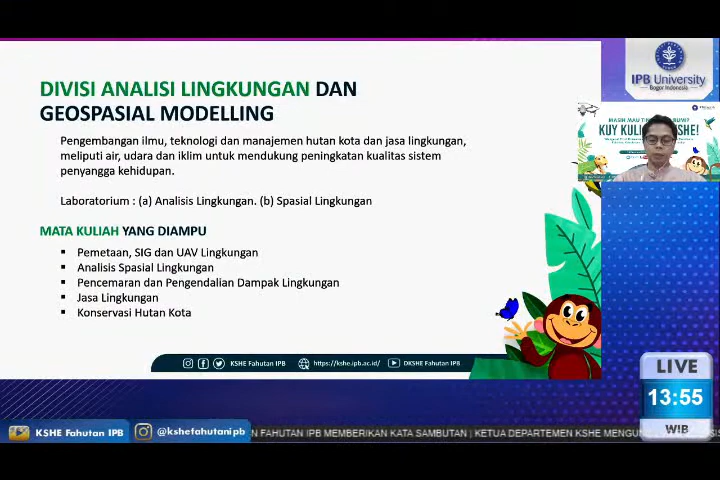 DIVISI ANALISI LINGKUNGAN DAN
GEOSPASIAL MODELLING
Pengembangan ilmu, teknologi dan manajemen hutan kota dan jasa lingkungan,
meliputi air, udara dan iklim untuk mendukung peningkatan kualitas sistem
penyangga kehidupan.
Laboratorium : (a) Analisis Lingkungan. (b) Spasial Lingkungan
MATA KULIAH YANG DIAMPU
Pemetaan, SIG dan UAV Lingkungan
Analisis Spasial Lingkungan
Pencemaran dan Pengendalian Dampak Lingkungan
Jasa Lingkungan
Konservasi Hutan Kota
KSHE Fahutan IPB
https://kshe.ipb.ac.id/
DKSHE Fahutan IPB
IPB University
Bogor Indonesia
MASIH MAU
KUY KULI
SHE!
LIVE
13:55
WIB
KSHE Fahutan IPB
@kshefahutanipb
N FAHUTAN IPB MEMBERIKAN KATA SAMBUTAN | KETUA DEPARTEMEN KSHE